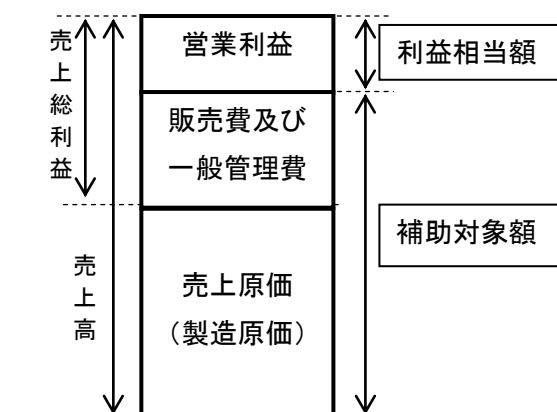 売上総利益
売上高
営業利益
販売費及び
一般管理費
売上原価
（製造原価）
利益相当額
補助対象額